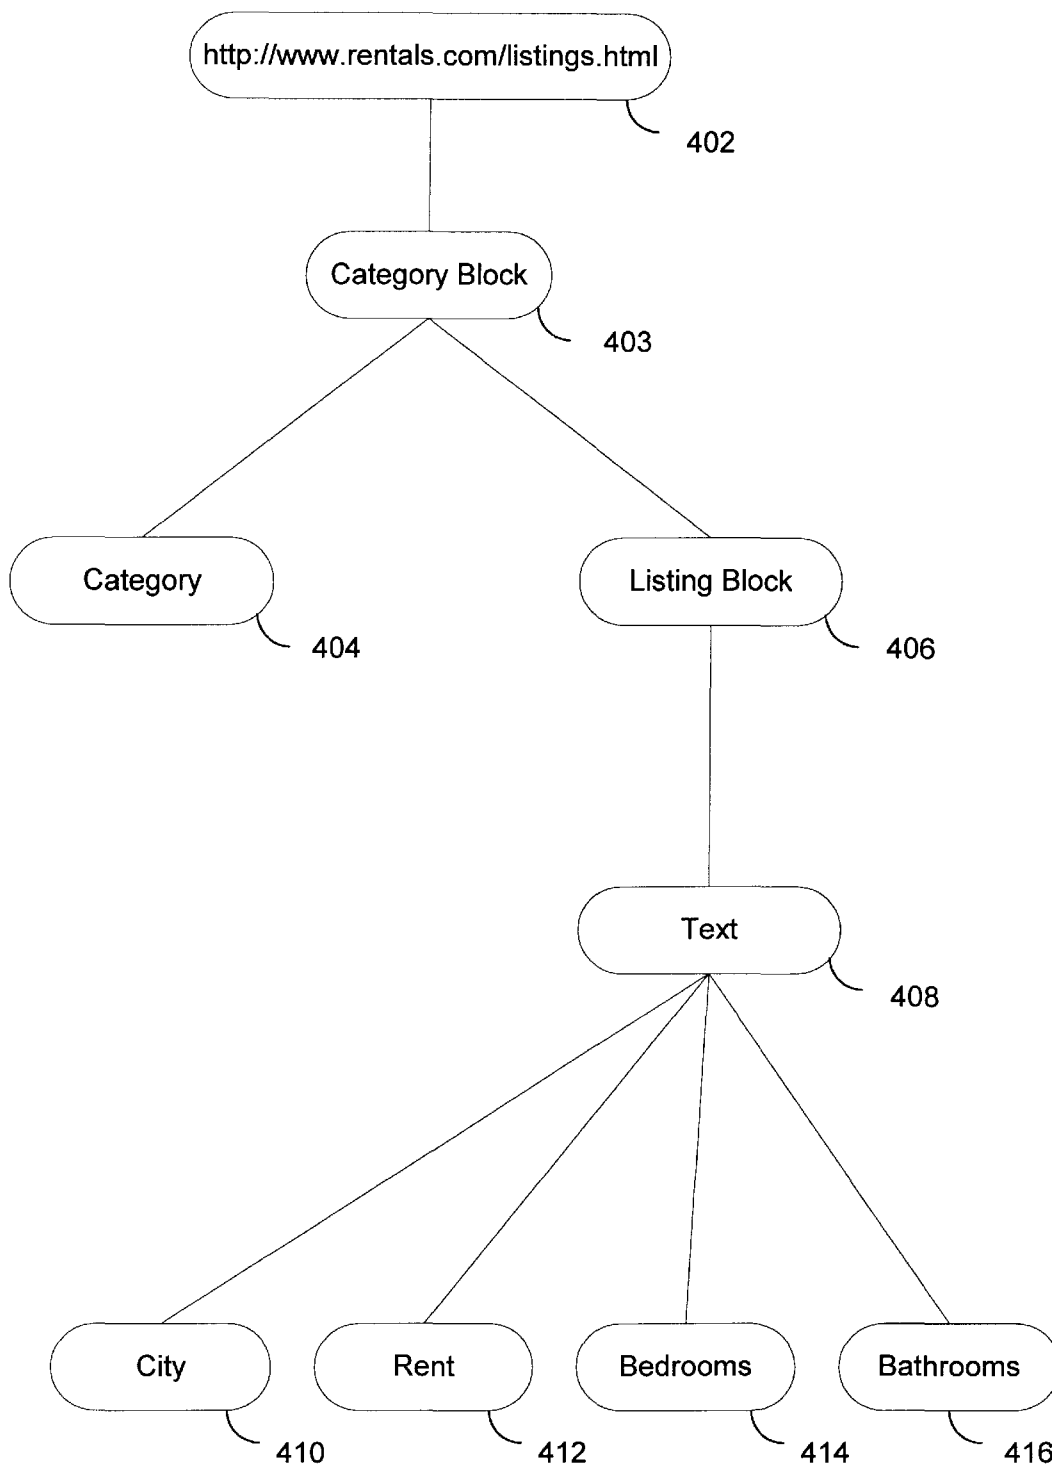 http://www.rentals.com/listings.html
402
Category Block
403
Category
404
Listing Block
406
Text
408
City
410
Rent
412
Bedrooms
414
Bathrooms
416